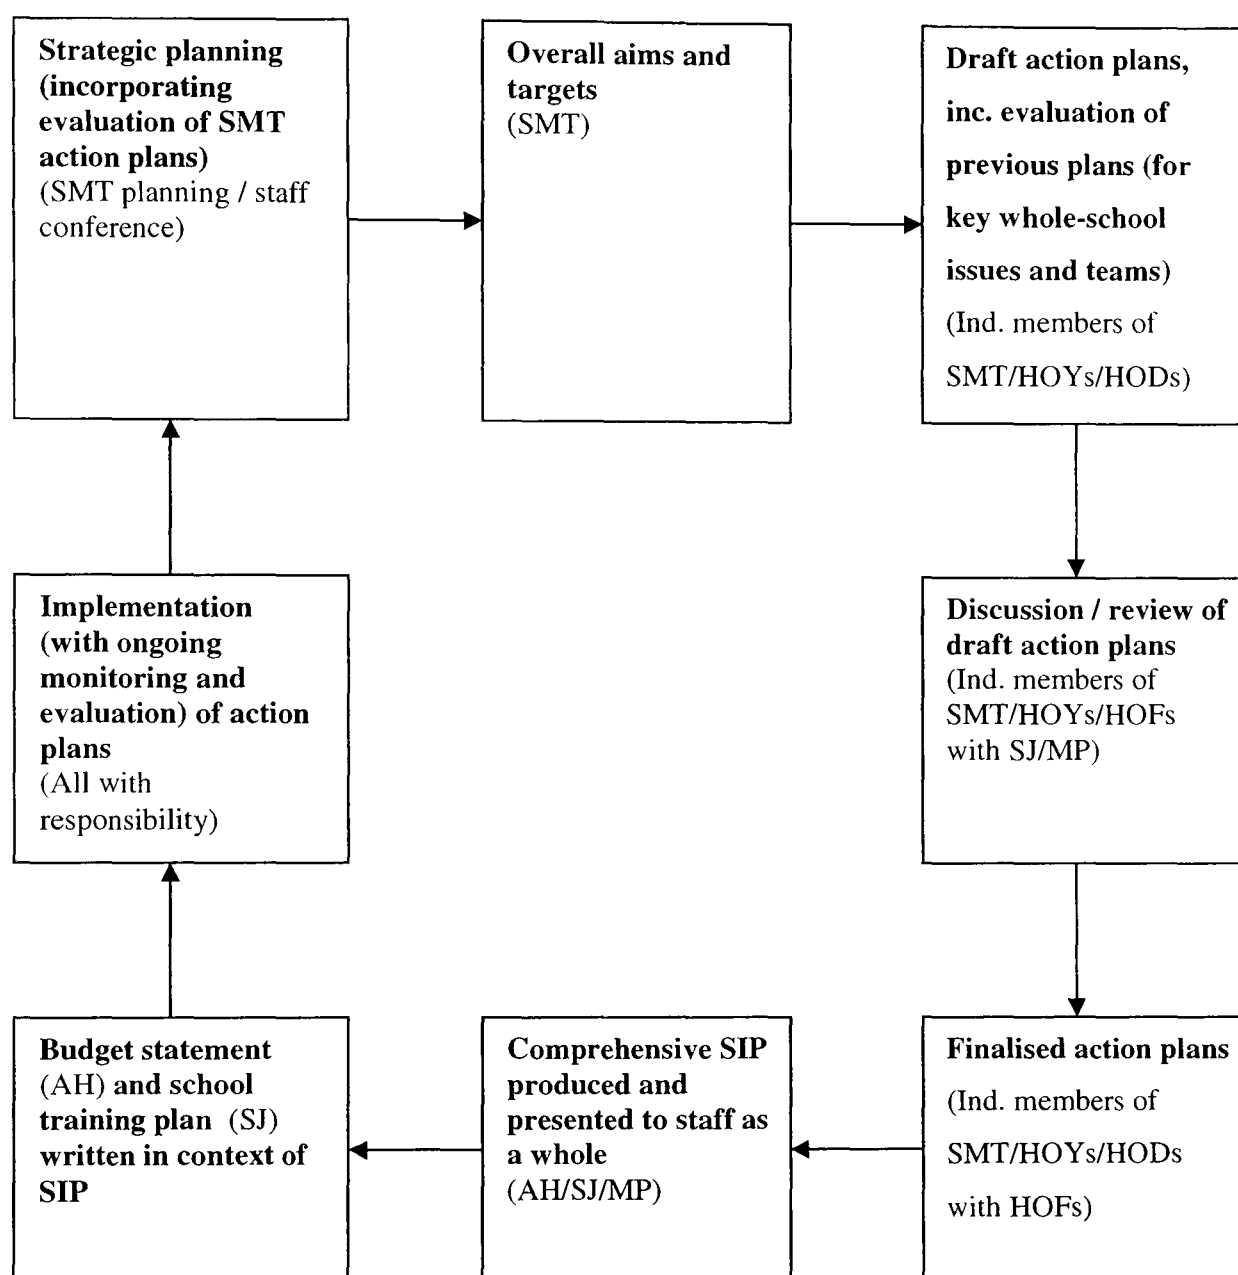 Strategic planning
(incorporating
evaluation of SMT
action plans)
(SMT planning / staff
conference)
Overall aims and
targets
(SMT)
Draft action plans,
inc. evaluation of
previous plans (for
key whole-school
issues and teams)
(Ind. members of
SMT/HOYs/HODs)
Discussion / review of
draft action plans
(Ind. members of
SMT/HOYs/HOFs
with SJ/MP)
Finalised action plans
(Ind. members of
SMT/HOYs/HODs
with HOFs)
Comprehensive SIP
produced and
presented to staff as
a whole
(AH/SJ/MP)
Budget statement
(AH) and school
training plan (SJ)
written in context of
SIP
Implementation
(with ongoing
monitoring and
evaluation) of action
plans
(All with
responsibility)